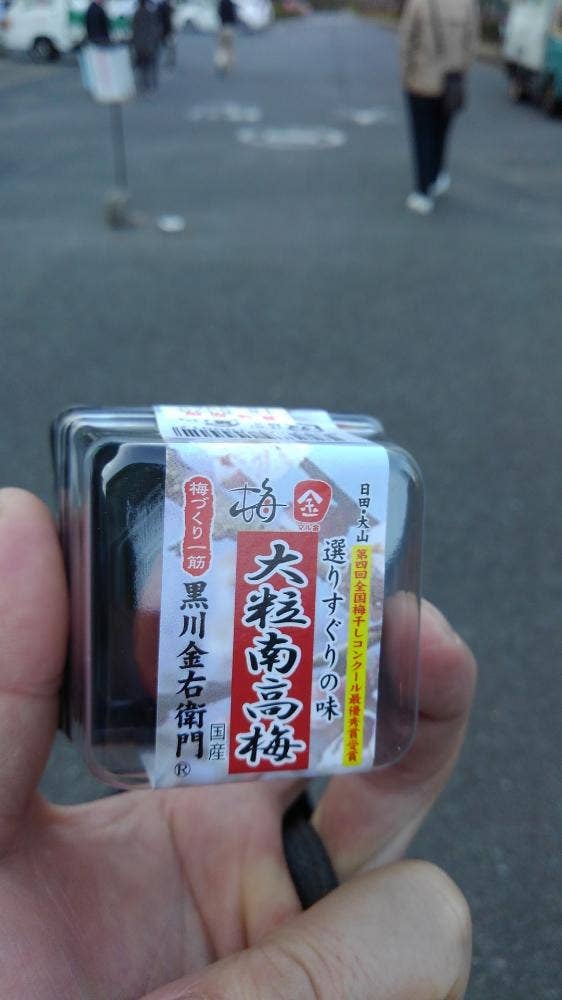 日田・大山
第四回全国梅干しコンクール最優秀賞受賞
選りすぐりの味
梅
金
マル金
大粒南高梅
国産
梅づくり一筋
黒川金右衛門®